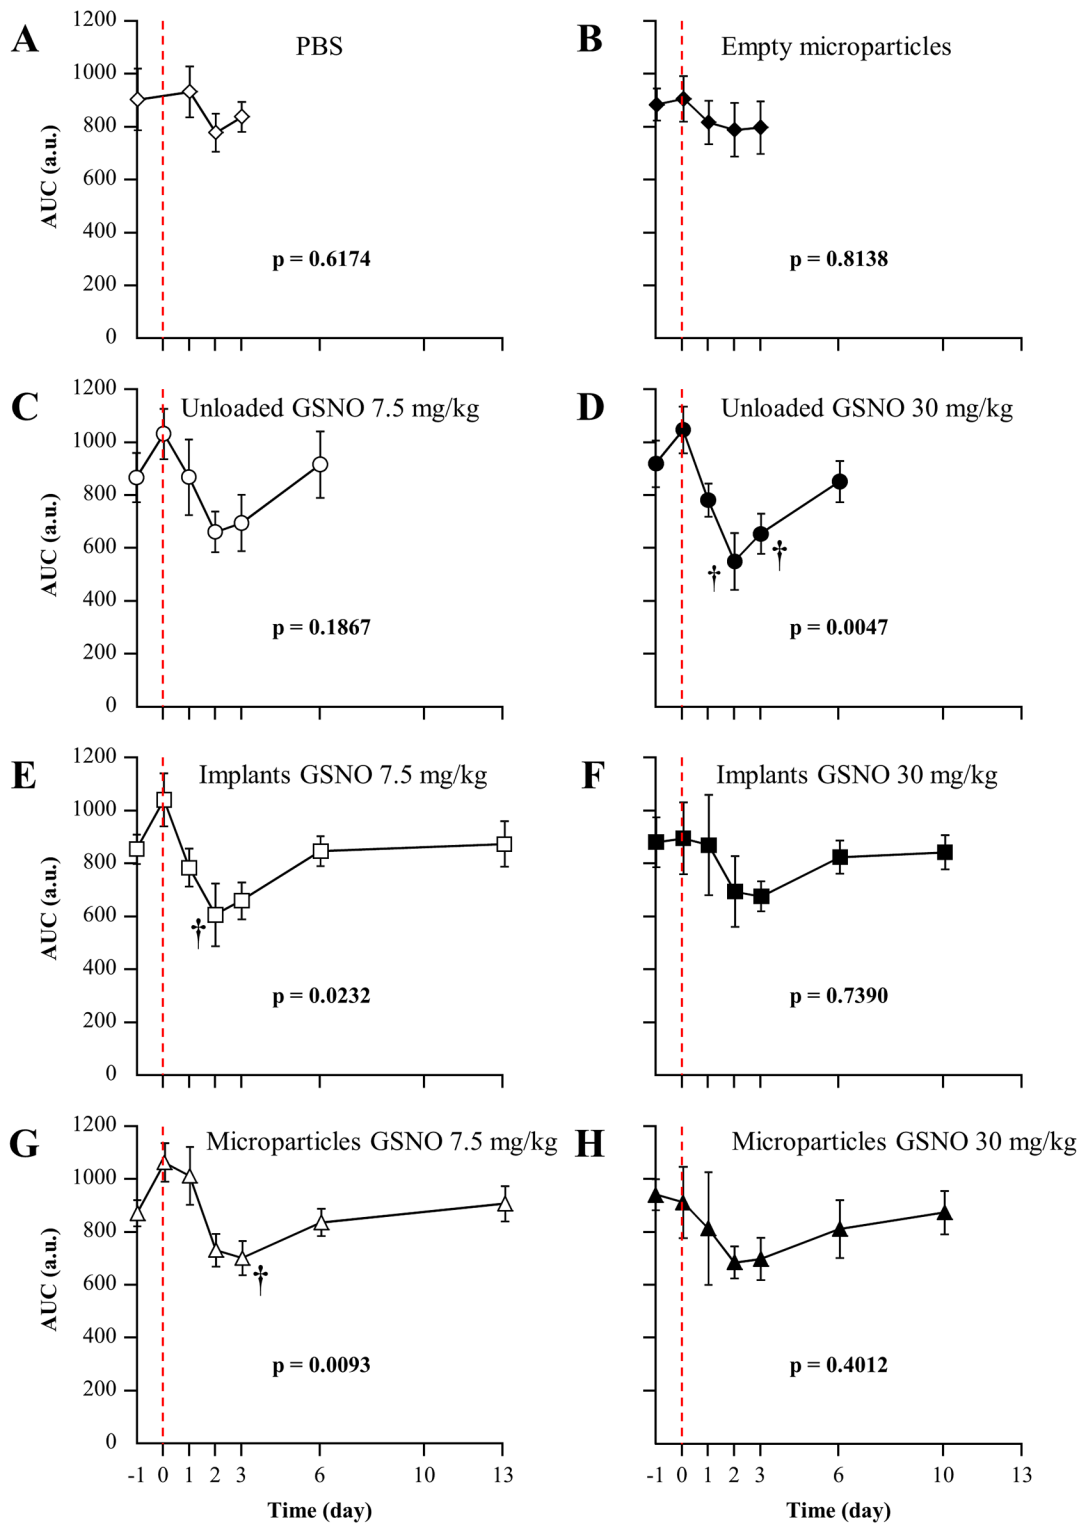 A
PBS
1200
1000
800
600
400
200
0
AUC (a.u.)
p = 0.6174
B
Empty microparticles
p = 0.8138
C
Unloaded GSNO 7.5 mg/kg
1200
1000
800
600
400
200
0
AUC (a.u.)
p = 0.1867
D
Unloaded GSNO 30 mg/kg
†
†
p = 0.0047
E
Implants GSNO 7.5 mg/kg
1200
1000
800
600
400
200
0
AUC (a.u.)
†
p = 0.0232
F
Implants GSNO 30 mg/kg
p = 0.7390
G
Microparticles GSNO 7.5 mg/kg
1200
1000
800
600
400
200
0
AUC (a.u.)
†
p = 0.0093
-1 0 1 2 3 6 10 13
Time (day)
H
Microparticles GSNO 30 mg/kg
p = 0.4012
-1 0 1 2 3 6 10 13
Time (day)